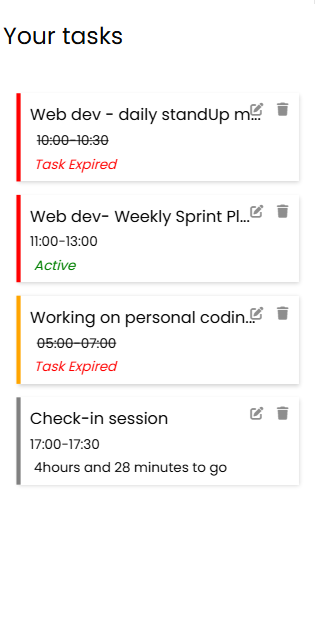 Your tasks
Web dev - daily standUp m...
10:00-10:30
Task Expired
Web dev- Weekly Sprint Pl...
11:00-13:00
Active
Working on personal codin...
05:00-07:00
Task Expired
Check-in session
17:00-17:30
4hours and 28 minutes to go